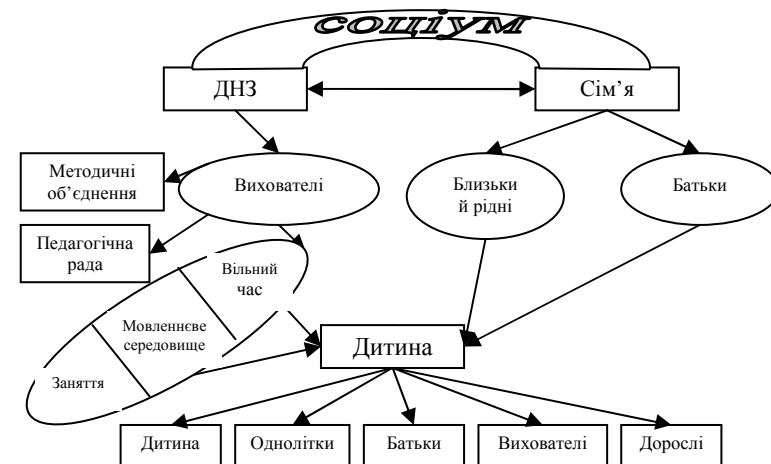 соціум
ДНЗ
Сім’я
Методичні
об’єднення
Вихователі
Близьки
й рідні
Батьки
Педагогічна
рада
Вільний
час
Мовленнєве
середовище
Заняття
Дитина
Дитина
Однолітки
Батьки
Вихователі
Дорослі